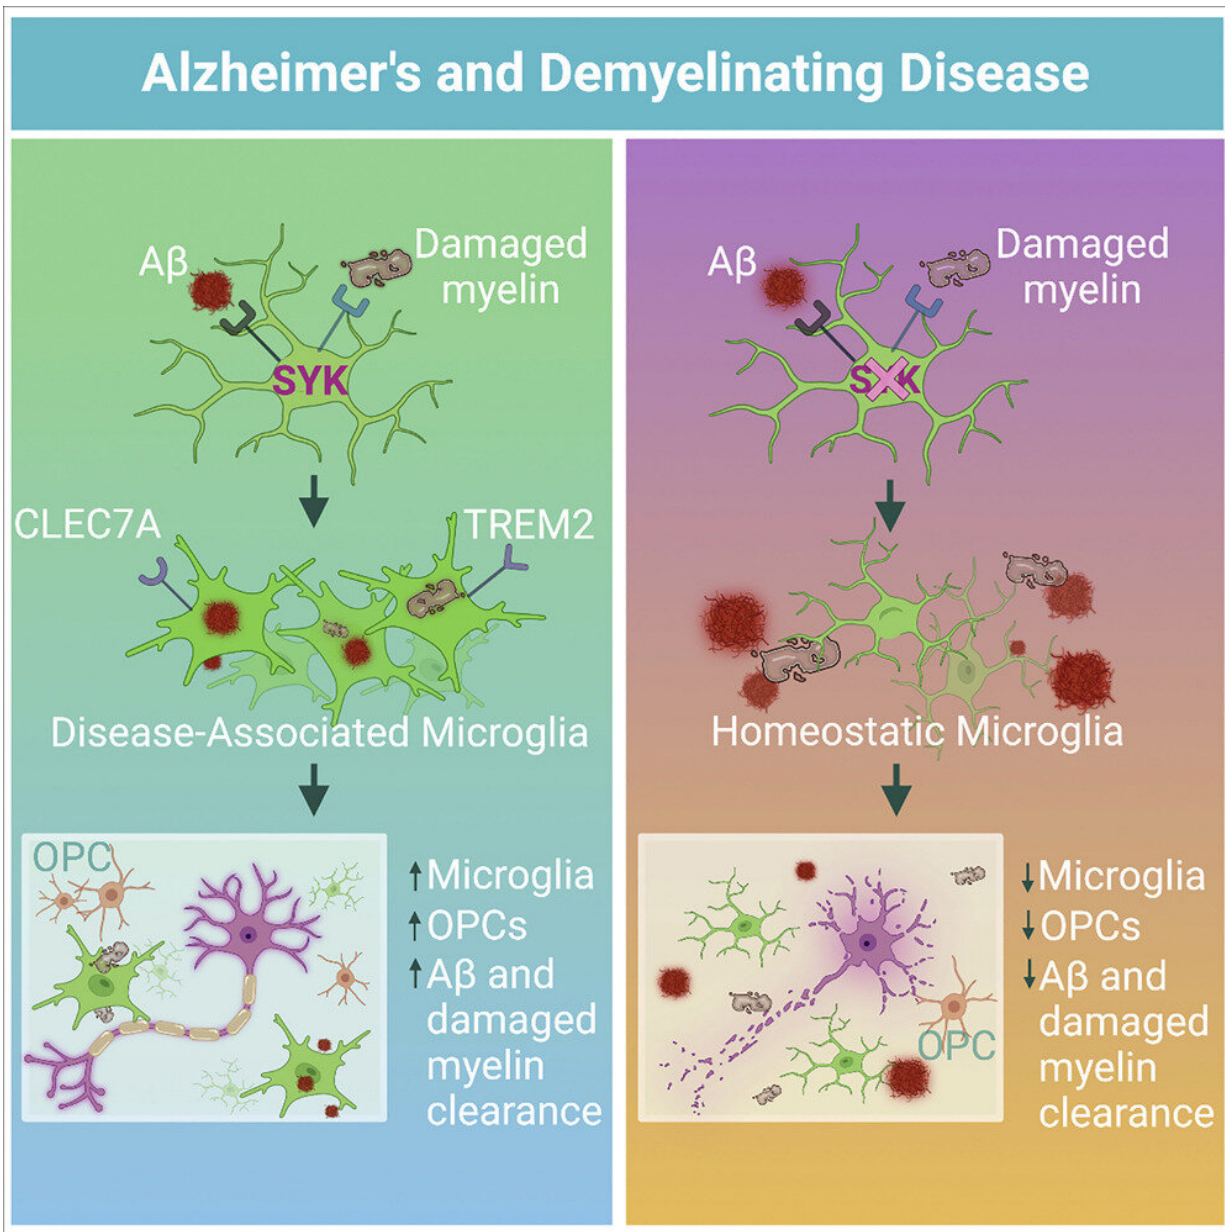 Alzheimer's and Demyelinating Disease
Aβ
Damaged
myelin
SYK
CLEC7A
TREM2
Disease-Associated Microglia
OPC
Microglia
OPCs
Aβ and
damaged
myelin
clearance
Aβ
Damaged
myelin
SYK
Homeostatic Microglia
OPC
Microglia
OPCs
Aβ and
damaged
myelin
clearance